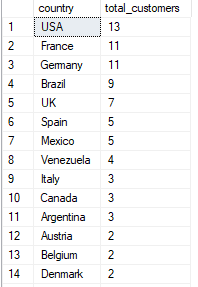 country total_customers
1 USA 13
2 France 11
3 Germany 11
4 Brazil 9
5 UK 7
6 Spain 5
7 Mexico 5
8 Venezuela 4
9 Italy 3
10 Canada 3
11 Argentina 3
12 Austria 2
13 Belgium 2
14 Denmark 2